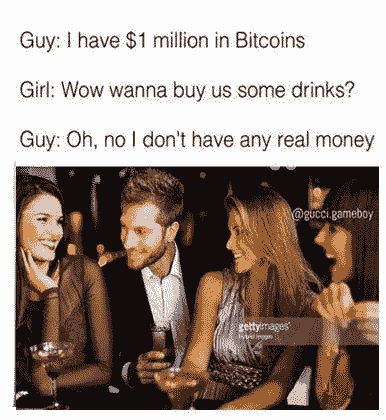 Guy: I have $1 million in Bitcoins
Girl: Wow wanna buy us some drinks?
Guy: Oh, no I don't have any real money
@gucci.gameboy
gettyimages